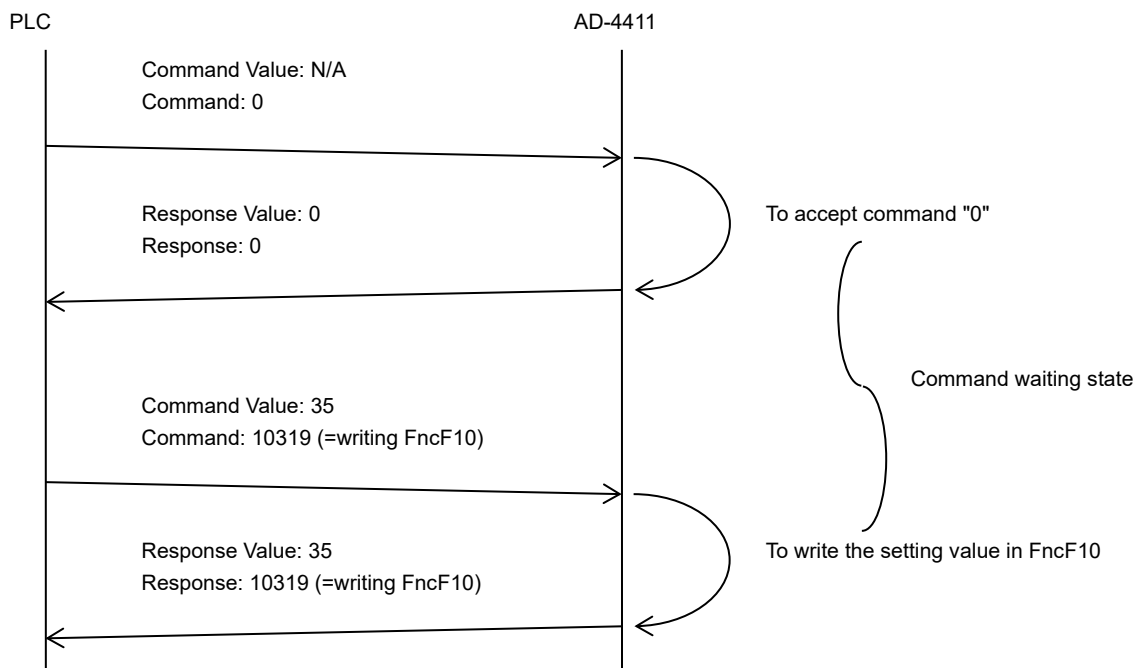 PLC
AD-4411
Command Value: N/A
Command: 0
Response Value: 0
Response: 0
To accept command "0"
Command waiting state
Command Value: 35
Command: 10319 (=writing FncF10)
Response Value: 35
Response: 10319 (=writing FncF10)
To write the setting value in FncF10